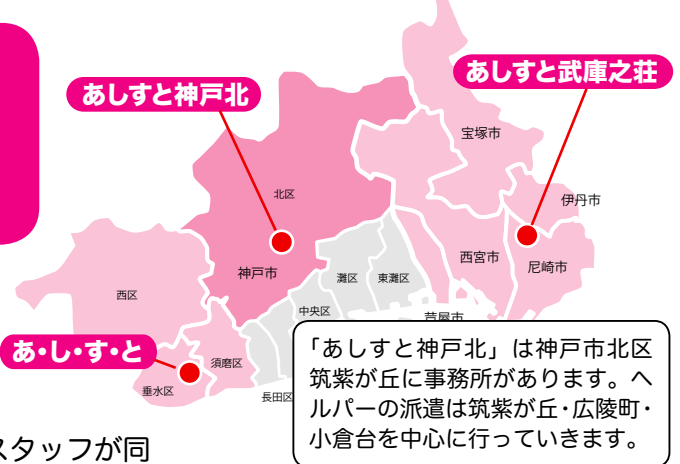 あしすと武庫之荘
あしすと神戸北
宝塚市
北区
伊丹市
西宮市
尼崎市
神戸市
灘区
東灘区
西区
中央区
芦屋市
あ・し・す・と
須磨区
垂水区
長田区
「あしすと神戸北」は神戸市北区
筑紫が丘に事務所があります。ヘ
ルパーの派遣は筑紫が丘・広陵町・
小倉台を中心に行っていきます。
スタッフが同